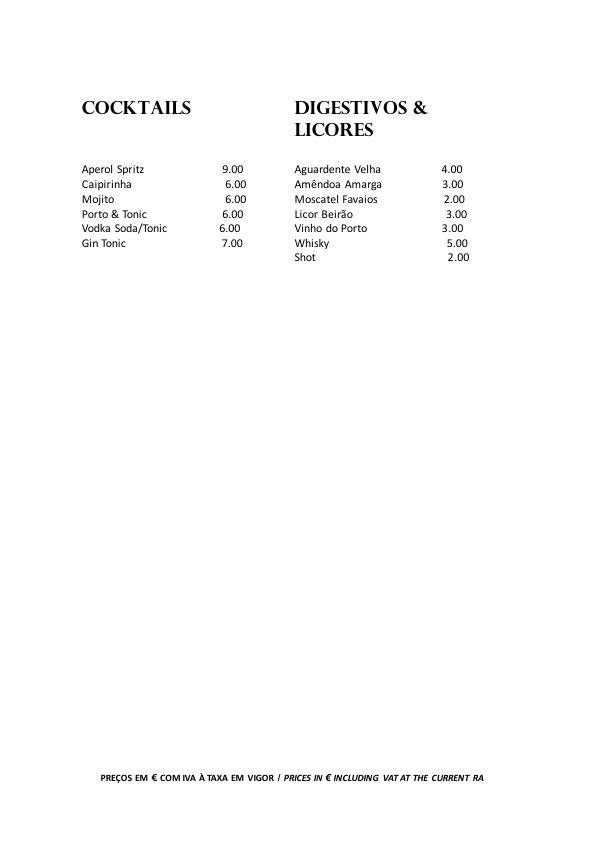 COCKTAILS
Aperol Spritz 9.00
Caipirinha 6.00
Mojito 6.00
Porto & Tonic 6.00
Vodka Soda/Tonic 6.00
Gin Tonic 7.00
DIGESTIVOS &
LICORES
Aguardente Velha 4.00
Amêndoa Amarga 3.00
Moscatel Favaios 2.00
Licor Beirão 3.00
Vinho do Porto 3.00
Whisky 5.00
Shot 2.00
PREÇOS EM € COM IVA À TAXA EM VIGOR / PRICES IN € INCLUDING VAT AT THE CURRENT RA